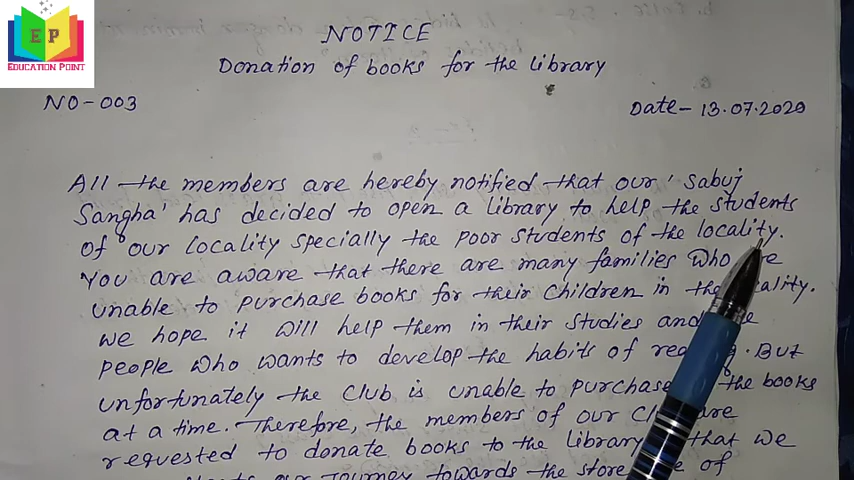 EP
EDUCATION POINT
NOTICE
Donation of books for the library
NO-003
Date- 13.07.2020
All the members are hereby notified that our 'Sabuj
Sangha' has decided to open a library to help the students
of our locality specially the poor students of the locality.
You are aware that there are many families who
unable to purchase books for their children in the
We hope it will help them in their studies and
people who wants to develop the habits of . But
unfortunately the club is unable to purchase the books
at a time. Therefore, the members of our are
requested to donate books to the library that we
our journey towards the of